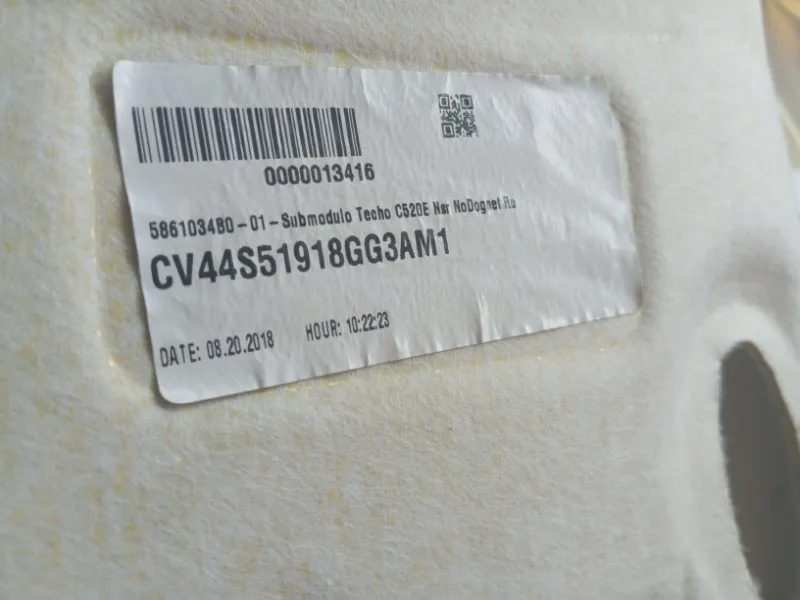 0000013416
586103480-01-Submodulo Techo C520E Nar NoDognet Ru
CV44S51918GG3AM1
DATE: 08.20.2018 HOUR: 10:22:23